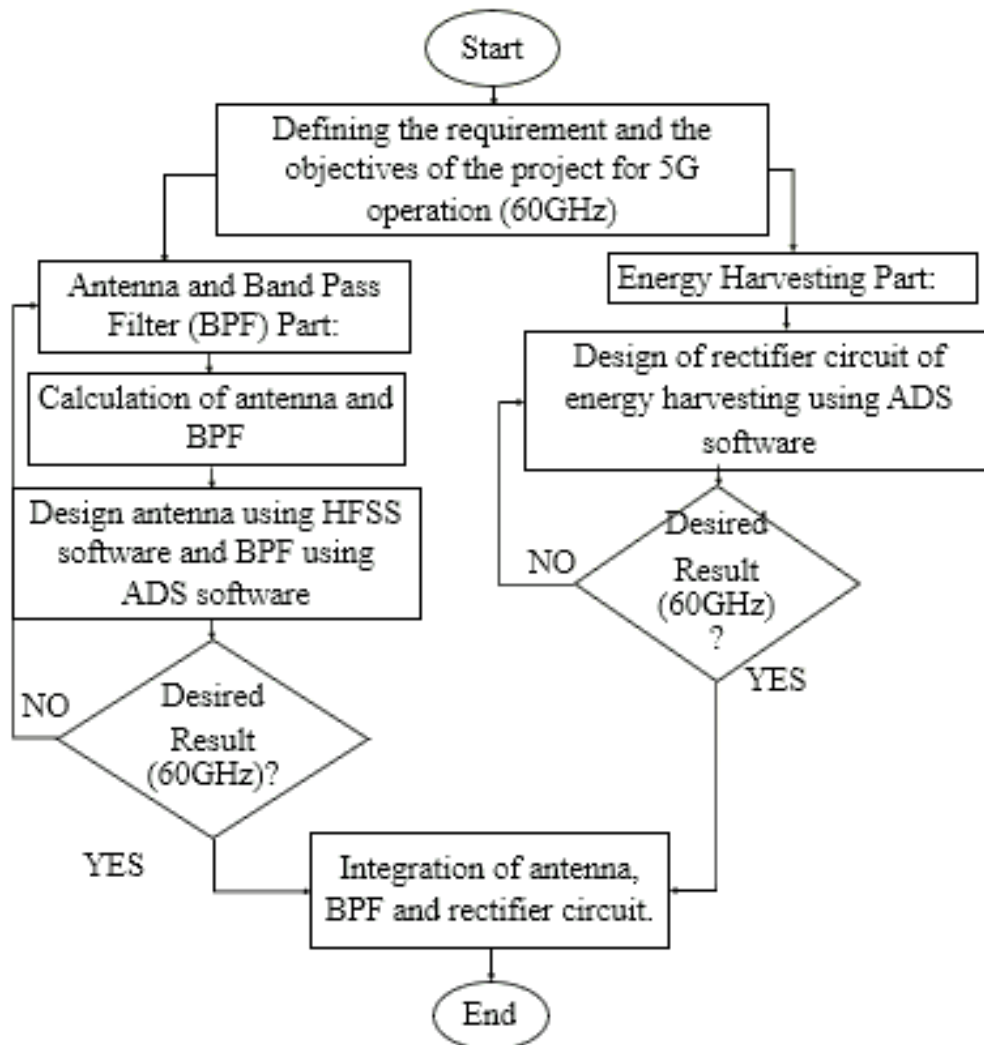 Start
Defining the requirement and the
objectives of the project for 5G
operation (60GHz)
Antenna and Band Pass
Filter (BPF) Part:
Calculation of antenna and
BPF
Design antenna using HFSS
software and BPF using
ADS software
NO
Desired
Result
(60GHz)?
YES
Energy Harvesting Part:
Design of rectifier circuit of
energy harvesting using ADS
software
NO
Desired
Result
(60GHz)
?
YES
Integration of antenna,
BPF and rectifier circuit.
End